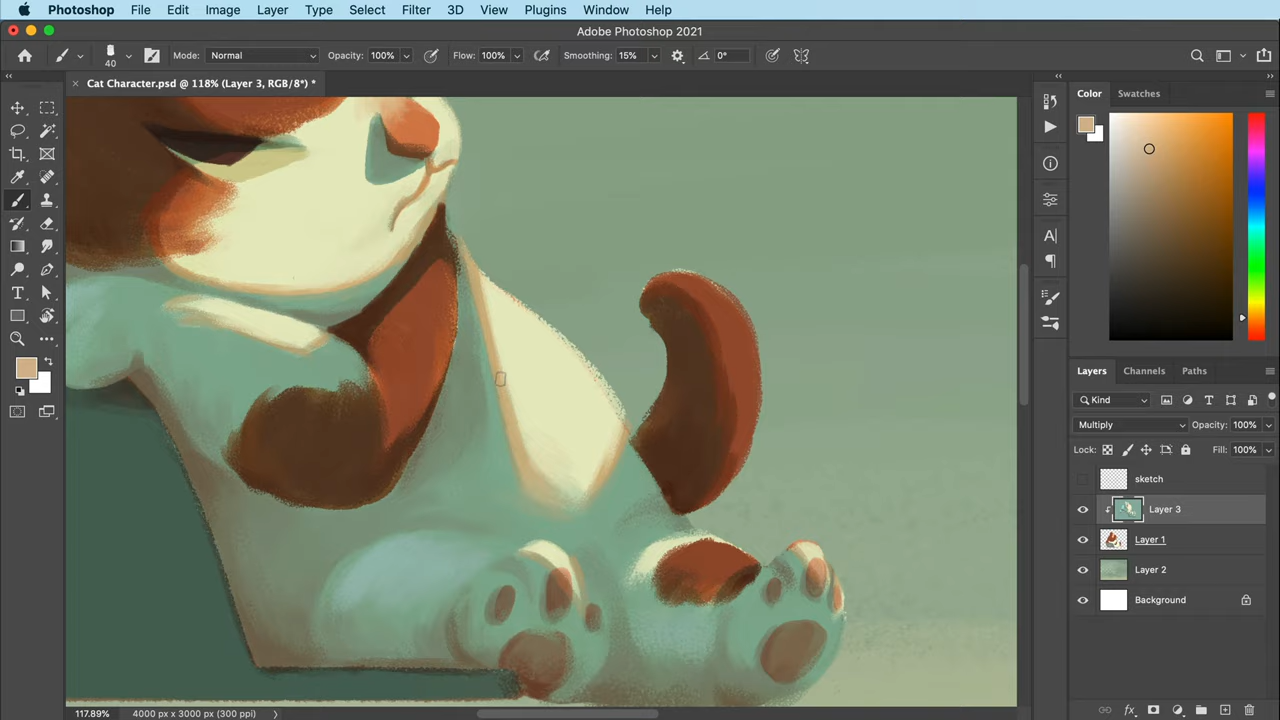 Photoshop File Edit Image Layer Type Select Filter 3D View Plugins Window Help
Adobe Photoshop 2021
40 Mode: Normal Opacity: 100% Flow: 100% Smoothing: 15% 0°
Cat Character.psd @ 118% (Layer 3, RGB/8*) *
Color Swatches
Layers Channels Paths
Kind
Multiply Opacity: 100%
Lock: Fill: 100%
sketch
Layer 3
Layer 1
Layer 2
Background
117.89% 4000 px x 3000 px (300 ppi)